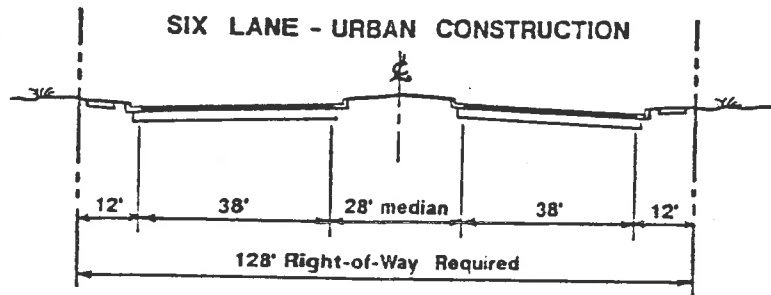 SIX LANE - URBAN CONSTRUCTION
℄
12' 38' 28' median 38' 12'
128' Right-of-Way Required